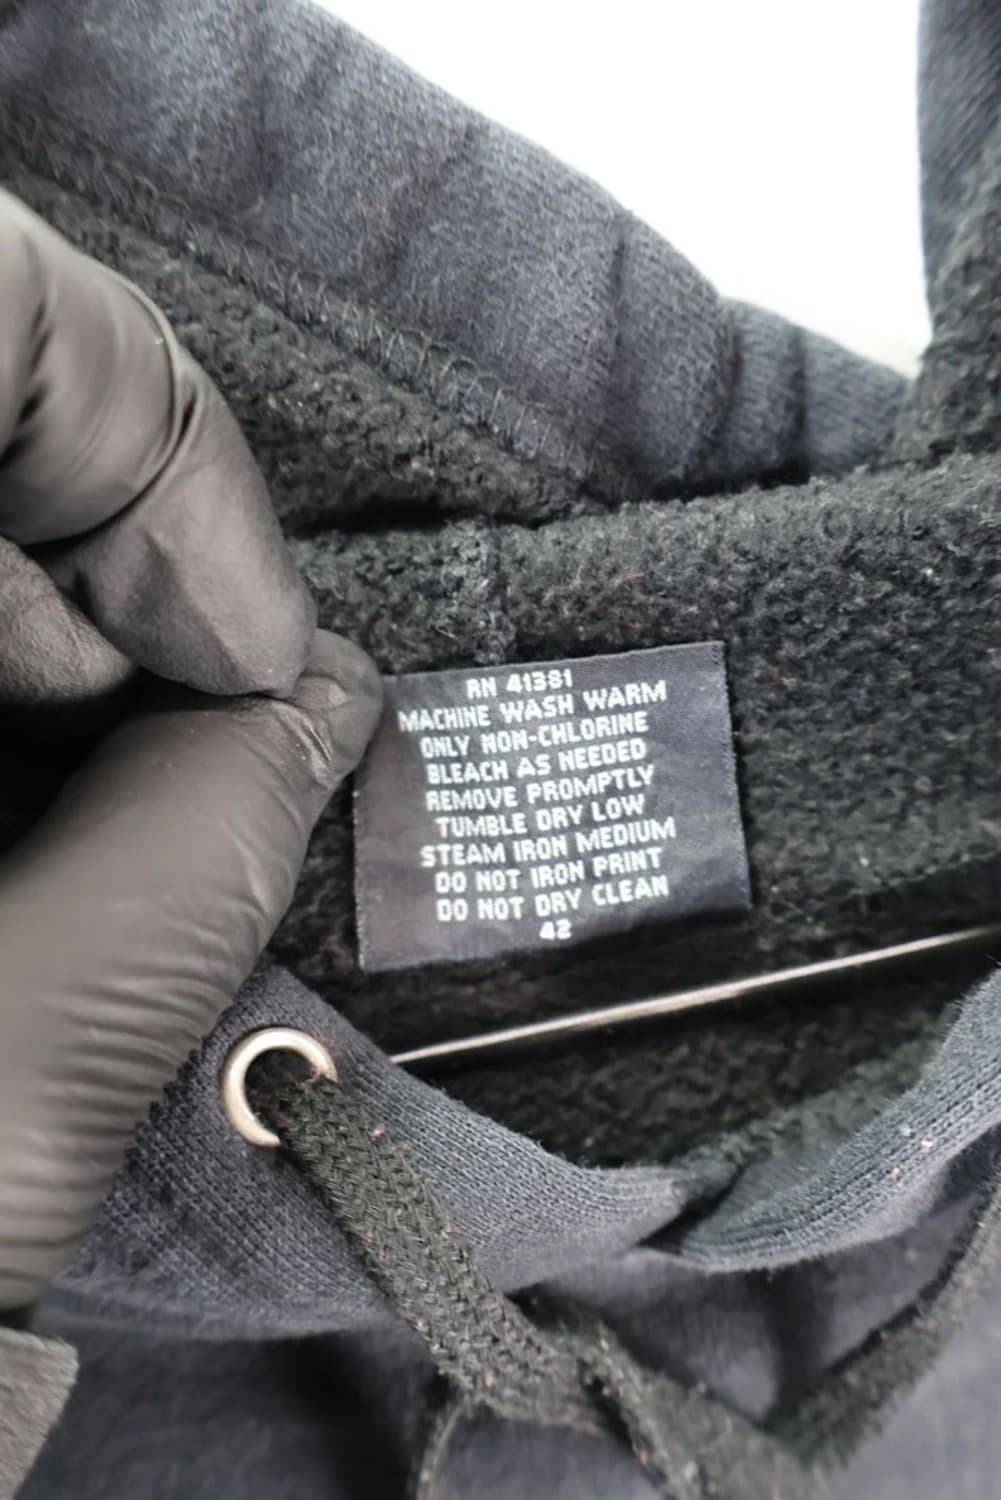 RN 41381
MACHINE WASH WARM
ONLY NON-CHLORINE
BLEACH AS NEEDED
REMOVE PROMPTLY
TUMBLE DRY LOW
STEAM IRON MEDIUM
DO NOT IRON PRINT
DO NOT DRY CLEAN
42